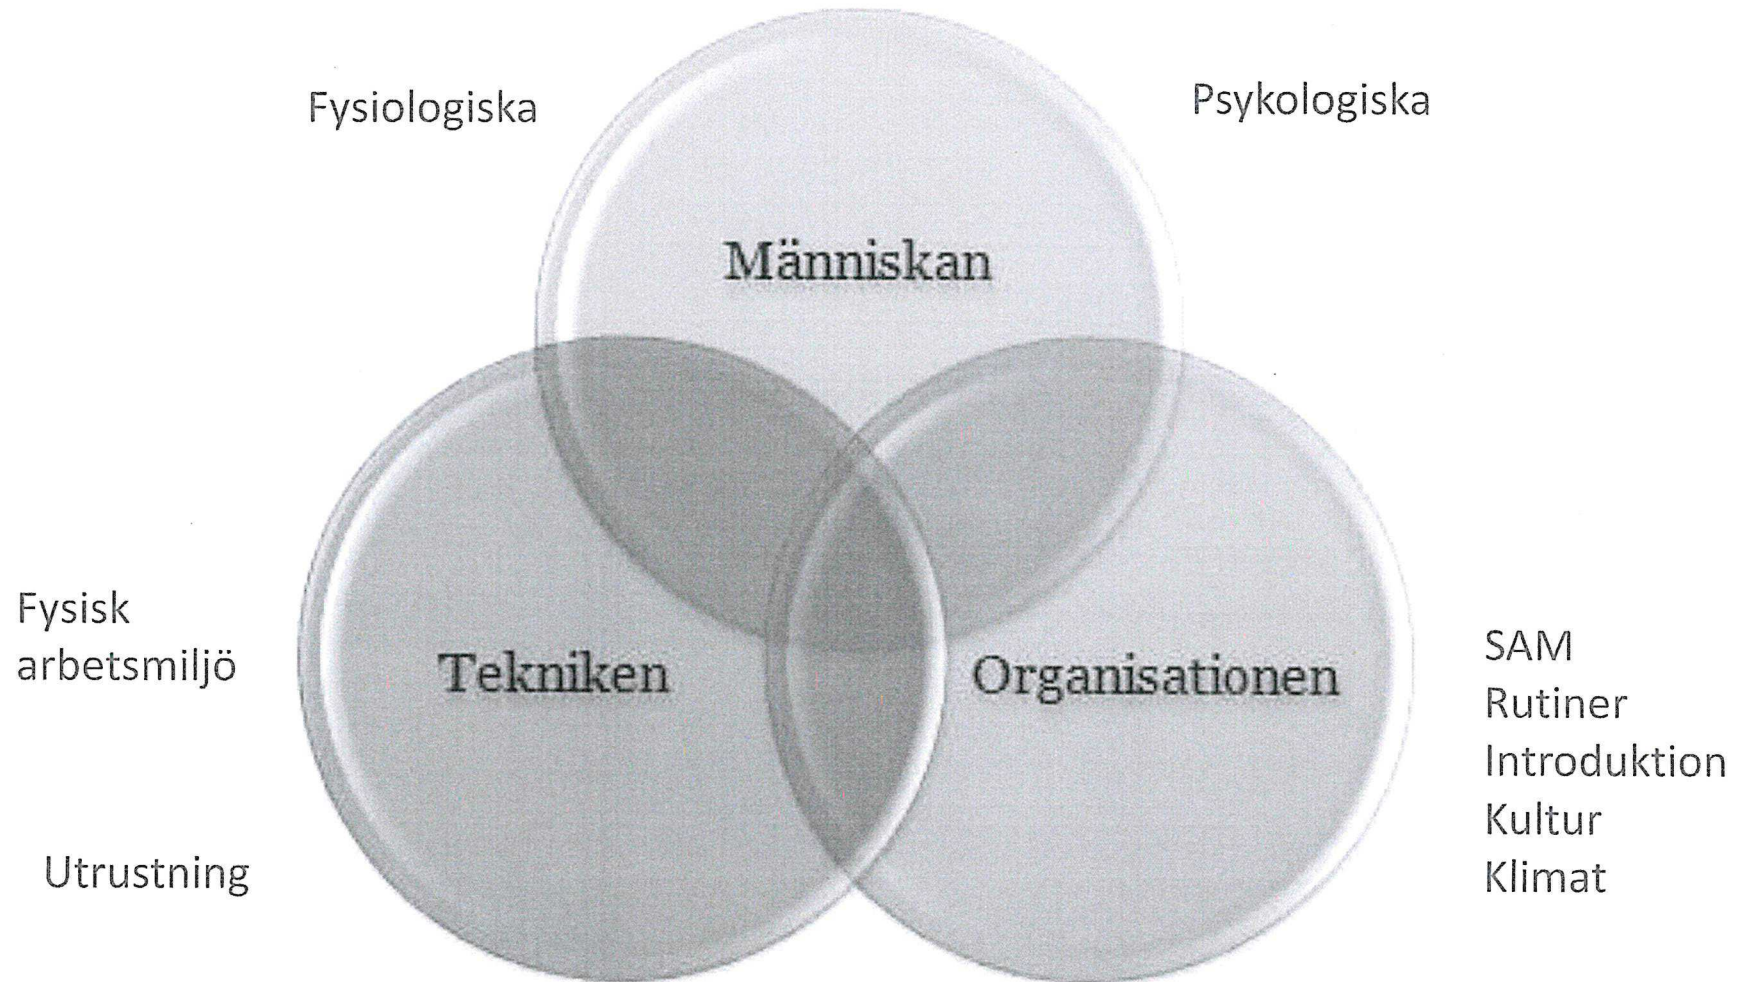 Fysiologiska
Psykologiska
Människan
Fysisk
arbetsmiljö
Tekniken
Organisationen
Utrustning
SAM
Rutiner
Introduktion
Kultur
Klimat